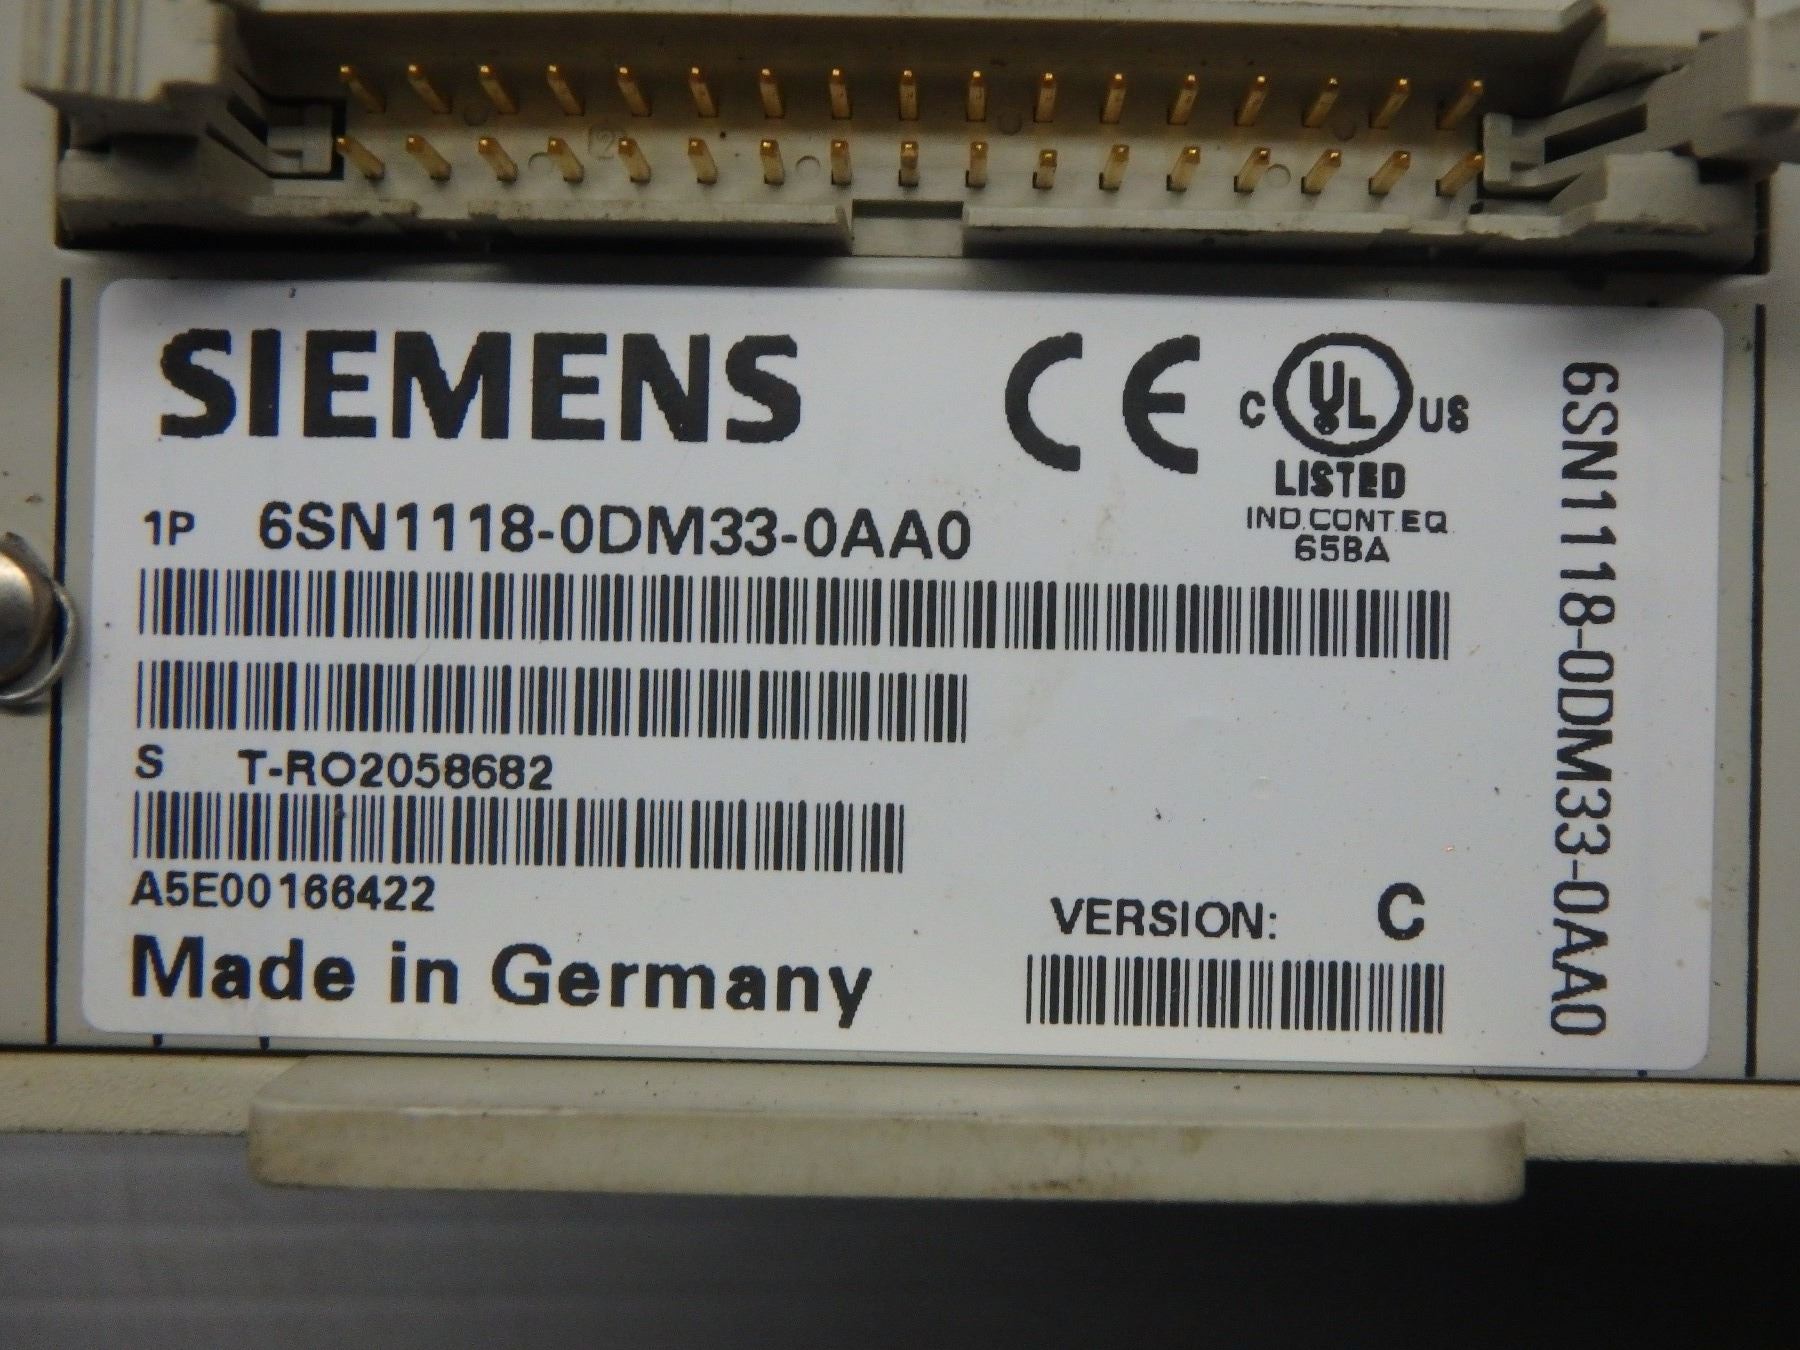 SIEMENS
CE
C UL US
LISTED
IND.CONT.EQ
65BA
1P 6SN1118-0DM33-0AA0
S T-RO2058682
A5E00166422
VERSION: C
Made in Germany
6SN1118-0DM33-0AA0